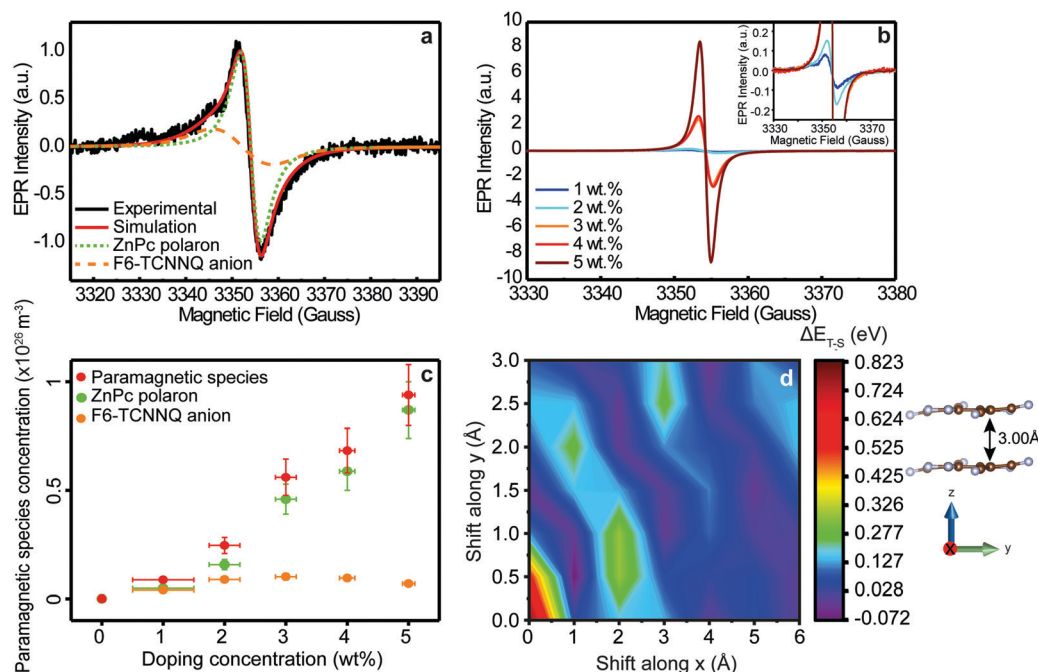 a
EPR Intensity (a.u.)
1.0
0.5
0.0
-0.5
-1.0
Experimental
Simulation
ZnPc polaron
F6-TCNNQ anion
3320 3330 3340 3350 3360 3370 3380 3390
Magnetic Field (Gauss)
b
EPR Intensity (a.u.)
10
8
6
4
2
0
-2
-4
-6
-8
-10
1 wt.%
2 wt.%
3 wt.%
4 wt.%
5 wt.%
3330 3340 3350 3360 3370 3380
Magnetic Field (Gauss)
EPR Intensity (a.u.)
0.2
0.1
0.0
-0.1
-0.2
3330 3350 3380
Magnetic Field (Gauss)
c
Paramagnetic species concentration (x10²⁶ m⁻³)
1
0.5
0
Paramagnetic species
ZnPc polaron
F6-TCNNQ anion
0 1 2 3 4 5
Doping concentration (wt%)
d
Shift along y (Å)
3.0
2.5
2.0
1.5
1.0
0.5
0.0
0 1 2 3 4 5 6
Shift along x (Å)
ΔE T-S (eV)
0.823
0.724
0.624
0.525
0.425
0.326
0.277
0.127
0.028
-0.072
3.00Å
z
X
y